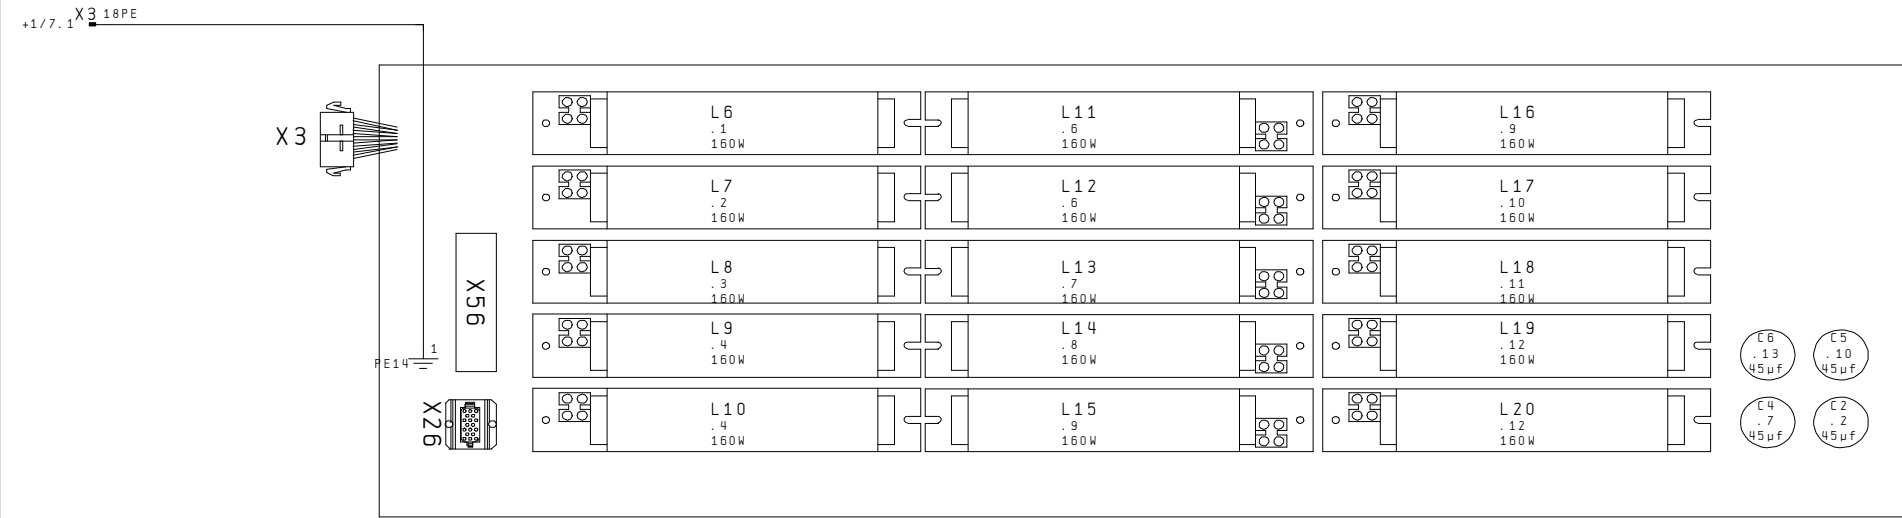 X3 18PE
+1/7.1
X3
L6
.1
160W
L11
.6
160W
L16
.9
160W
L7
.2
160W
L12
.6
160W
L17
.10
160W
L8
.3
160W
L13
.7
160W
L18
.11
160W
X56
L9
.4
160W
L14
.8
160W
L19
.12
160W
1
PE14
C6
.13
45µf
C5
.10
45µf
X26
L10
.4
160W
L15
.9
160W
L20
.12
160W
C4
.7
45µf
C2
.2
45µf